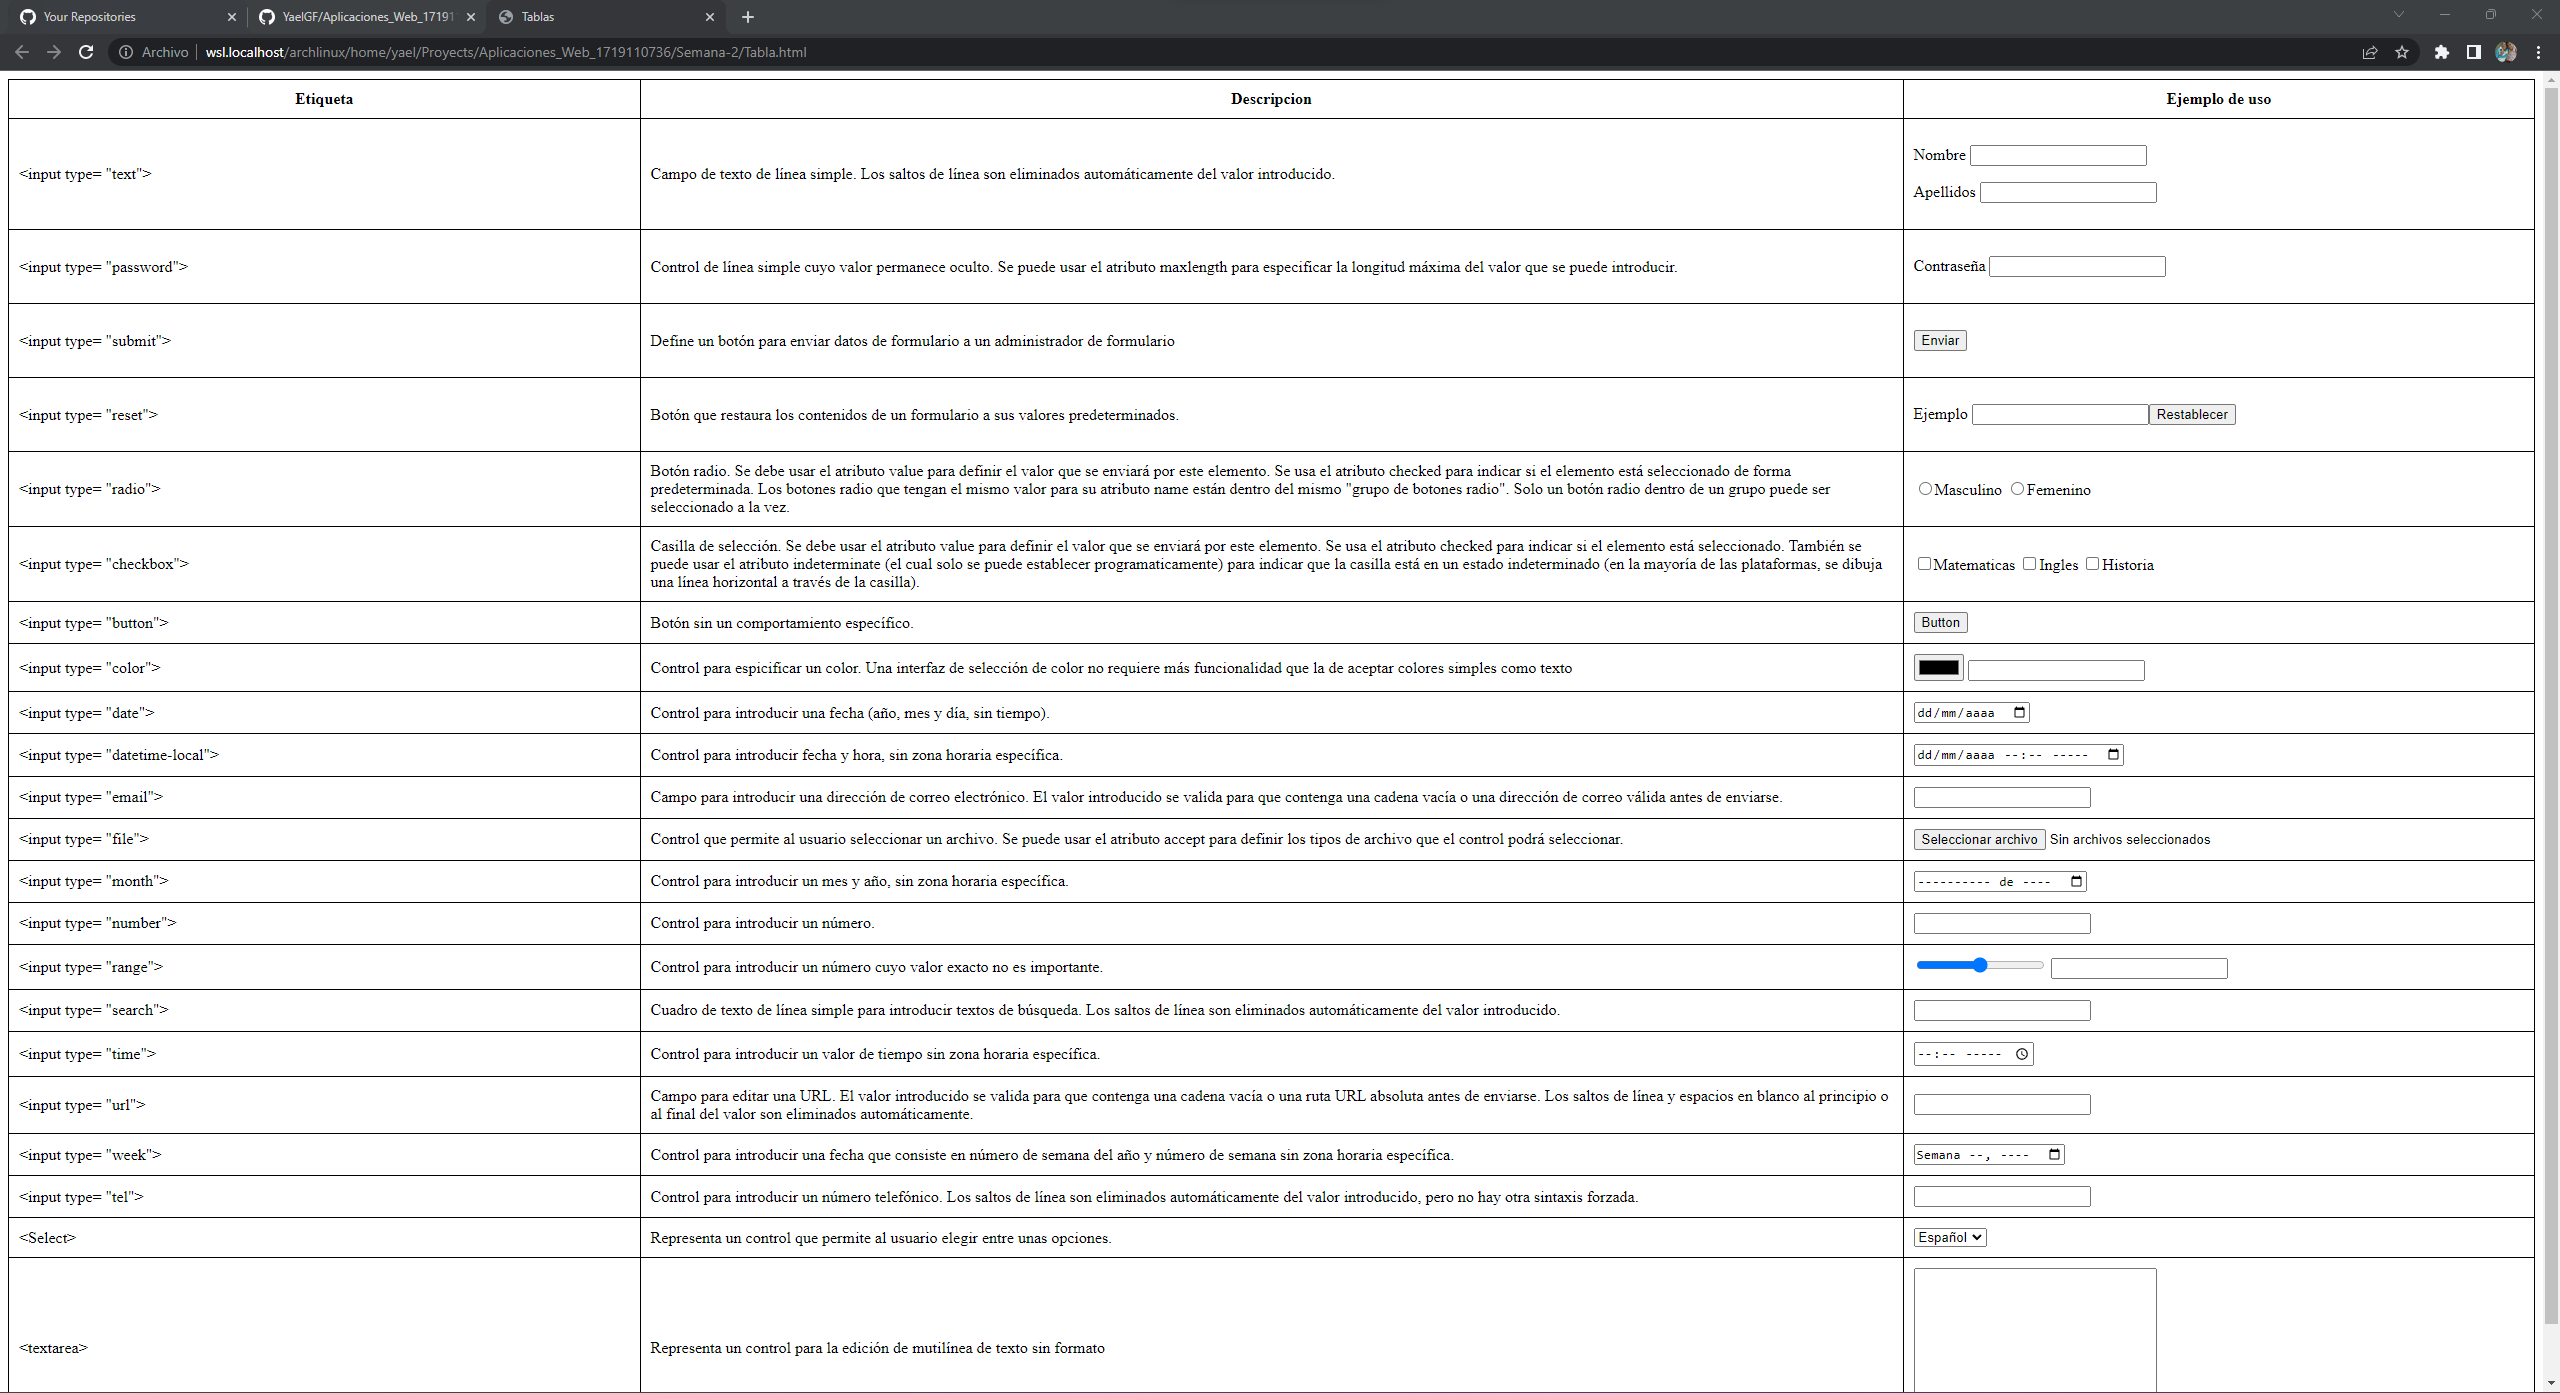 Your Repositories
YaelGF/Aplicaciones_Web_17191
Tablas
Archivo
wsl.localhost/archlinux/home/yael/Proyects/Aplicaciones_Web_1719110736/Semana-2/Tabla.html
Etiqueta
Descripcion
Ejemplo de uso
<input type= "text">
Campo de texto de línea simple. Los saltos de línea son eliminados automáticamente del valor introducido.
Nombre
Apellidos
<input type= "password">
Control de línea simple cuyo valor permanece oculto. Se puede usar el atributo maxlength para especificar la longitud máxima del valor que se puede introducir.
Contraseña
<input type= "submit">
Define un botón para enviar datos de formulario a un administrador de formulario
Enviar
<input type= "reset">
Botón que restaura los contenidos de un formulario a sus valores predeterminados.
Ejemplo
Restablecer
<input type= "radio">
Botón radio. Se debe usar el atributo value para definir el valor que se enviará por este elemento. Se usa el atributo checked para indicar si el elemento está seleccionado de forma
predeterminada. Los botones radio que tengan el mismo valor para su atributo name están dentro del mismo "grupo de botones radio". Solo un botón radio dentro de un grupo puede ser
seleccionado a la vez.
Masculino Femenino
<input type= "checkbox">
Casilla de selección. Se debe usar el atributo value para definir el valor que se enviará por este elemento. Se usa el atributo checked para indicar si el elemento está seleccionado. También se
puede usar el atributo indeterminate (el cual solo se puede establecer programaticamente) para indicar que la casilla está en un estado indeterminado (en la mayoría de las plataformas, se dibuja
una línea horizontal a través de la casilla).
Matematicas Ingles Historia
<input type= "button">
Botón sin un comportamiento específico.
Button
<input type= "color">
Control para espicificar un color. Una interfaz de selección de color no requiere más funcionalidad que la de aceptar colores simples como texto
<input type= "date">
Control para introducir una fecha (año, mes y día, sin tiempo).
dd/mm/aaaa
<input type= "datetime-local">
Control para introducir fecha y hora, sin zona horaria específica.
dd/mm/aaaa --:-- -----
<input type= "email">
Campo para introducir una dirección de correo electrónico. El valor introducido se valida para que contenga una cadena vacía o una dirección de correo válida antes de enviarse.
<input type= "file">
Control que permite al usuario seleccionar un archivo. Se puede usar el atributo accept para definir los tipos de archivo que el control podrá seleccionar.
Seleccionar archivo Sin archivos seleccionados
<input type= "month">
Control para introducir un mes y año, sin zona horaria específica.
---------- de ----
<input type= "number">
Control para introducir un número.
<input type= "range">
Control para introducir un número cuyo valor exacto no es importante.
<input type= "search">
Cuadro de texto de línea simple para introducir textos de búsqueda. Los saltos de línea son eliminados automáticamente del valor introducido.
<input type= "time">
Control para introducir un valor de tiempo sin zona horaria específica.
--:-- -----
<input type= "url">
Campo para editar una URL. El valor introducido se valida para que contenga una cadena vacía o una ruta URL absoluta antes de enviarse. Los saltos de línea y espacios en blanco al principio o
al final del valor son eliminados automáticamente.
<input type= "week">
Control para introducir una fecha que consiste en número de semana del año y número de semana sin zona horaria específica.
Semana --, ----
<input type= "tel">
Control para introducir un número telefónico. Los saltos de línea son eliminados automáticamente del valor introducido, pero no hay otra sintaxis forzada.
<Select>
Representa un control que permite al usuario elegir entre unas opciones.
Español
<textarea>
Representa un control para la edición de mutilínea de texto sin formato